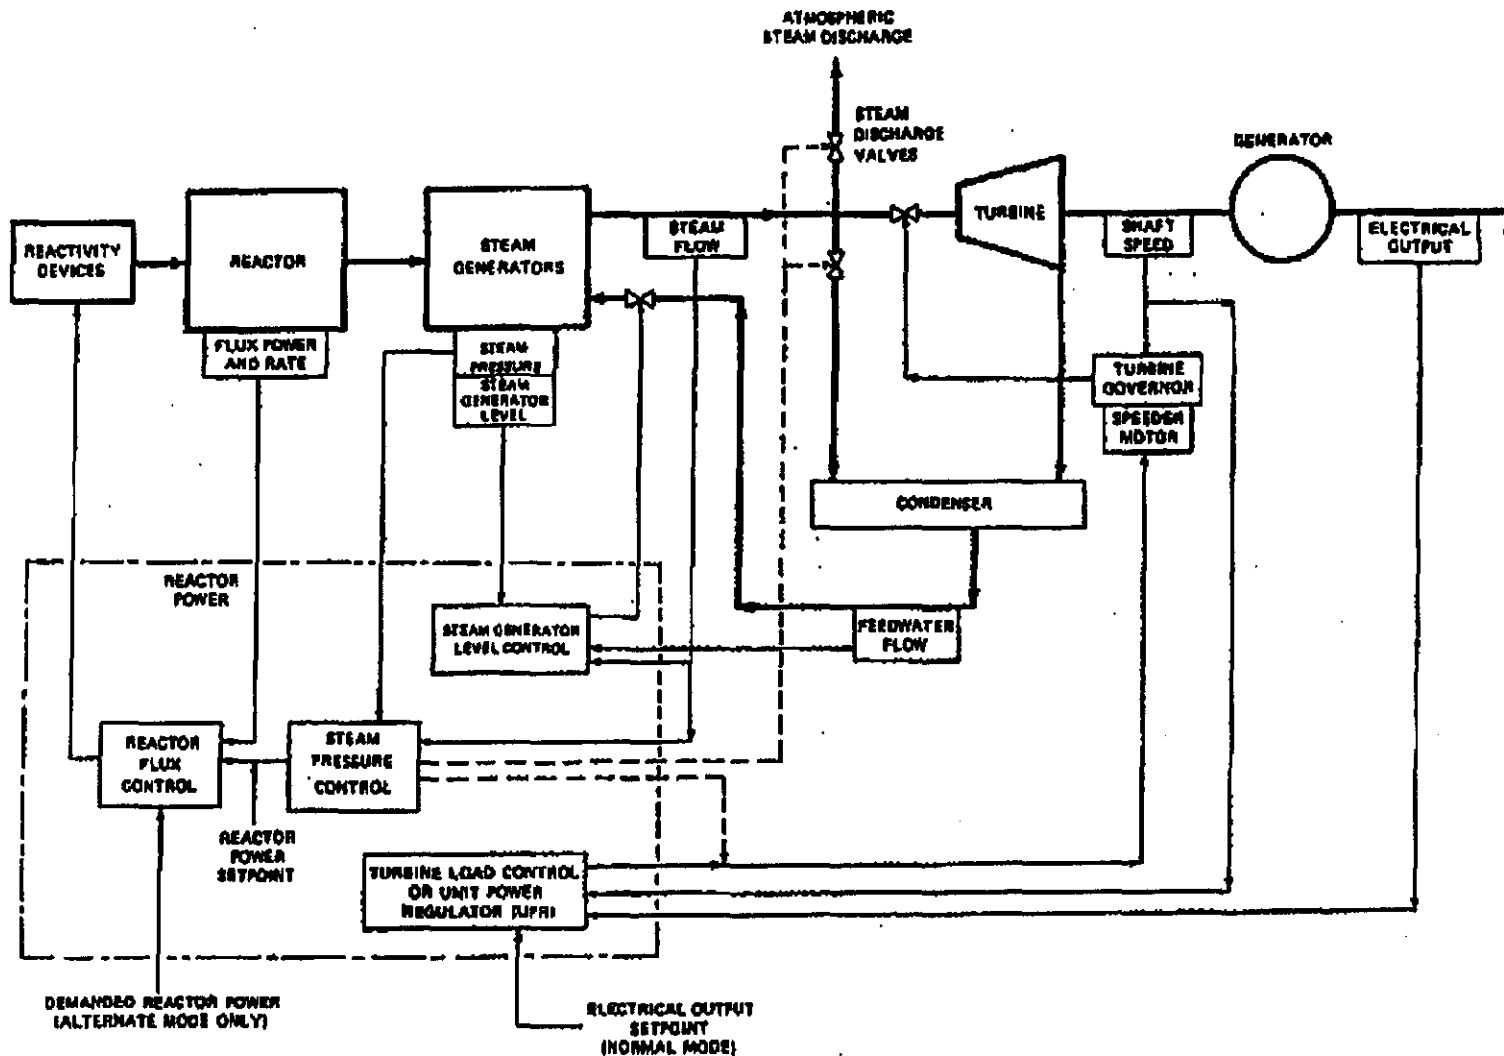 ATMOSPHERIC
STEAM DISCHARGE
STEAM
DISCHARGE
VALVES
GENERATOR
REACTIVITY
DEVICES
REACTOR
STEAM
GENERATORS
STEAM
FLOW
TURBINE
SHAFT
SPEED
ELECTRICAL
OUTPUT
FLUX POWER
AND RATE
STEAM
PRESSURE
STEAM
GENERATOR
LEVEL
TURBINE
GOVERNOR
SPEEDER
MOTOR
CONDENSER
REACTOR
POWER
STEAM GENERATOR
LEVEL CONTROL
FEEDWATER
FLOW
REACTOR
FLUX
CONTROL
STEAM
PRESSURE
CONTROL
REACTOR
POWER
SETPOINT
TURBINE LOAD CONTROL
OR UNIT POWER
REGULATOR (UPR)
DEMANDED REACTOR POWER
(ALTERNATE MODE ONLY)
ELECTRICAL OUTPUT
SETPOINT
(NORMAL MODE)